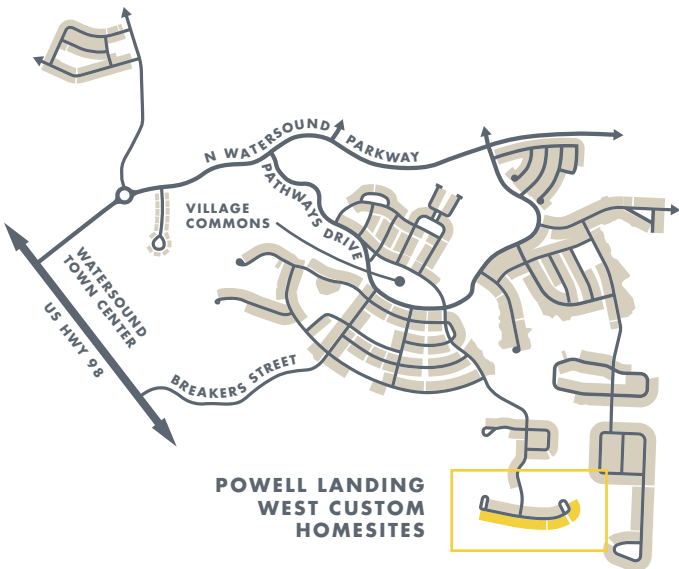 N WATERSOUND PARKWAY
PATHWAYS DRIVE
VILLAGE
COMMONS
WATERSOUND
TOWN CENTER
US HWY 98
BREAKERS STREET
POWELL LANDING
WEST CUSTOM
HOMESITES